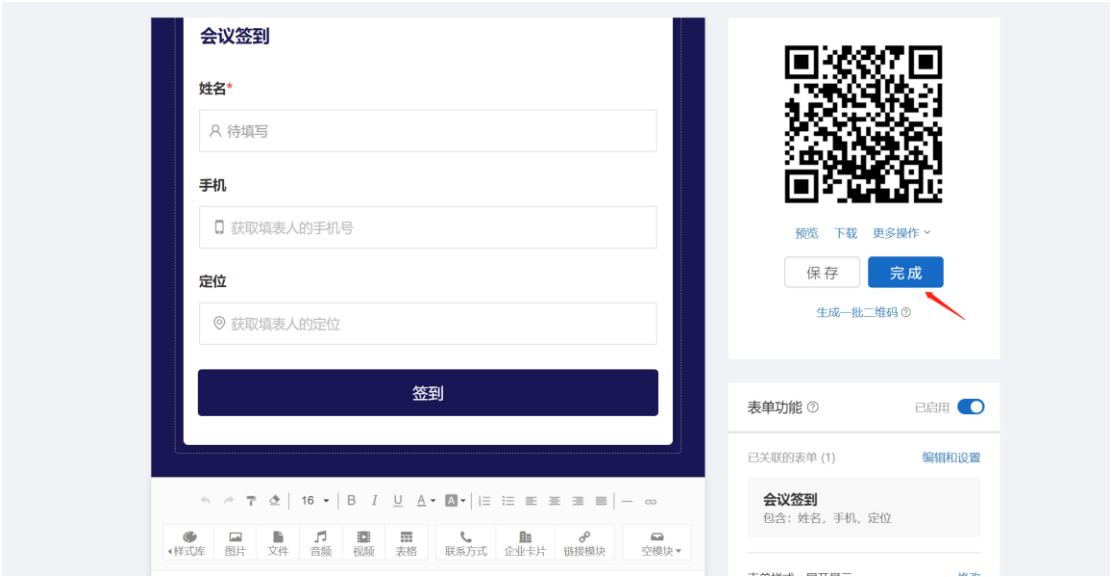 会议签到
姓名*
待填写
手机
获取填表人的手机号
定位
获取填表人的定位
签到
16 B I U A A
样式库 图片 文件 音频 视频 表格 联系方式 企业卡片 链接模块 空模块
预览 下载 更多操作
保存 完成
生成一批二维码
表单功能 已启用
已关联的表单 (1) 编辑和设置
会议签到
包含：姓名，手机，定位